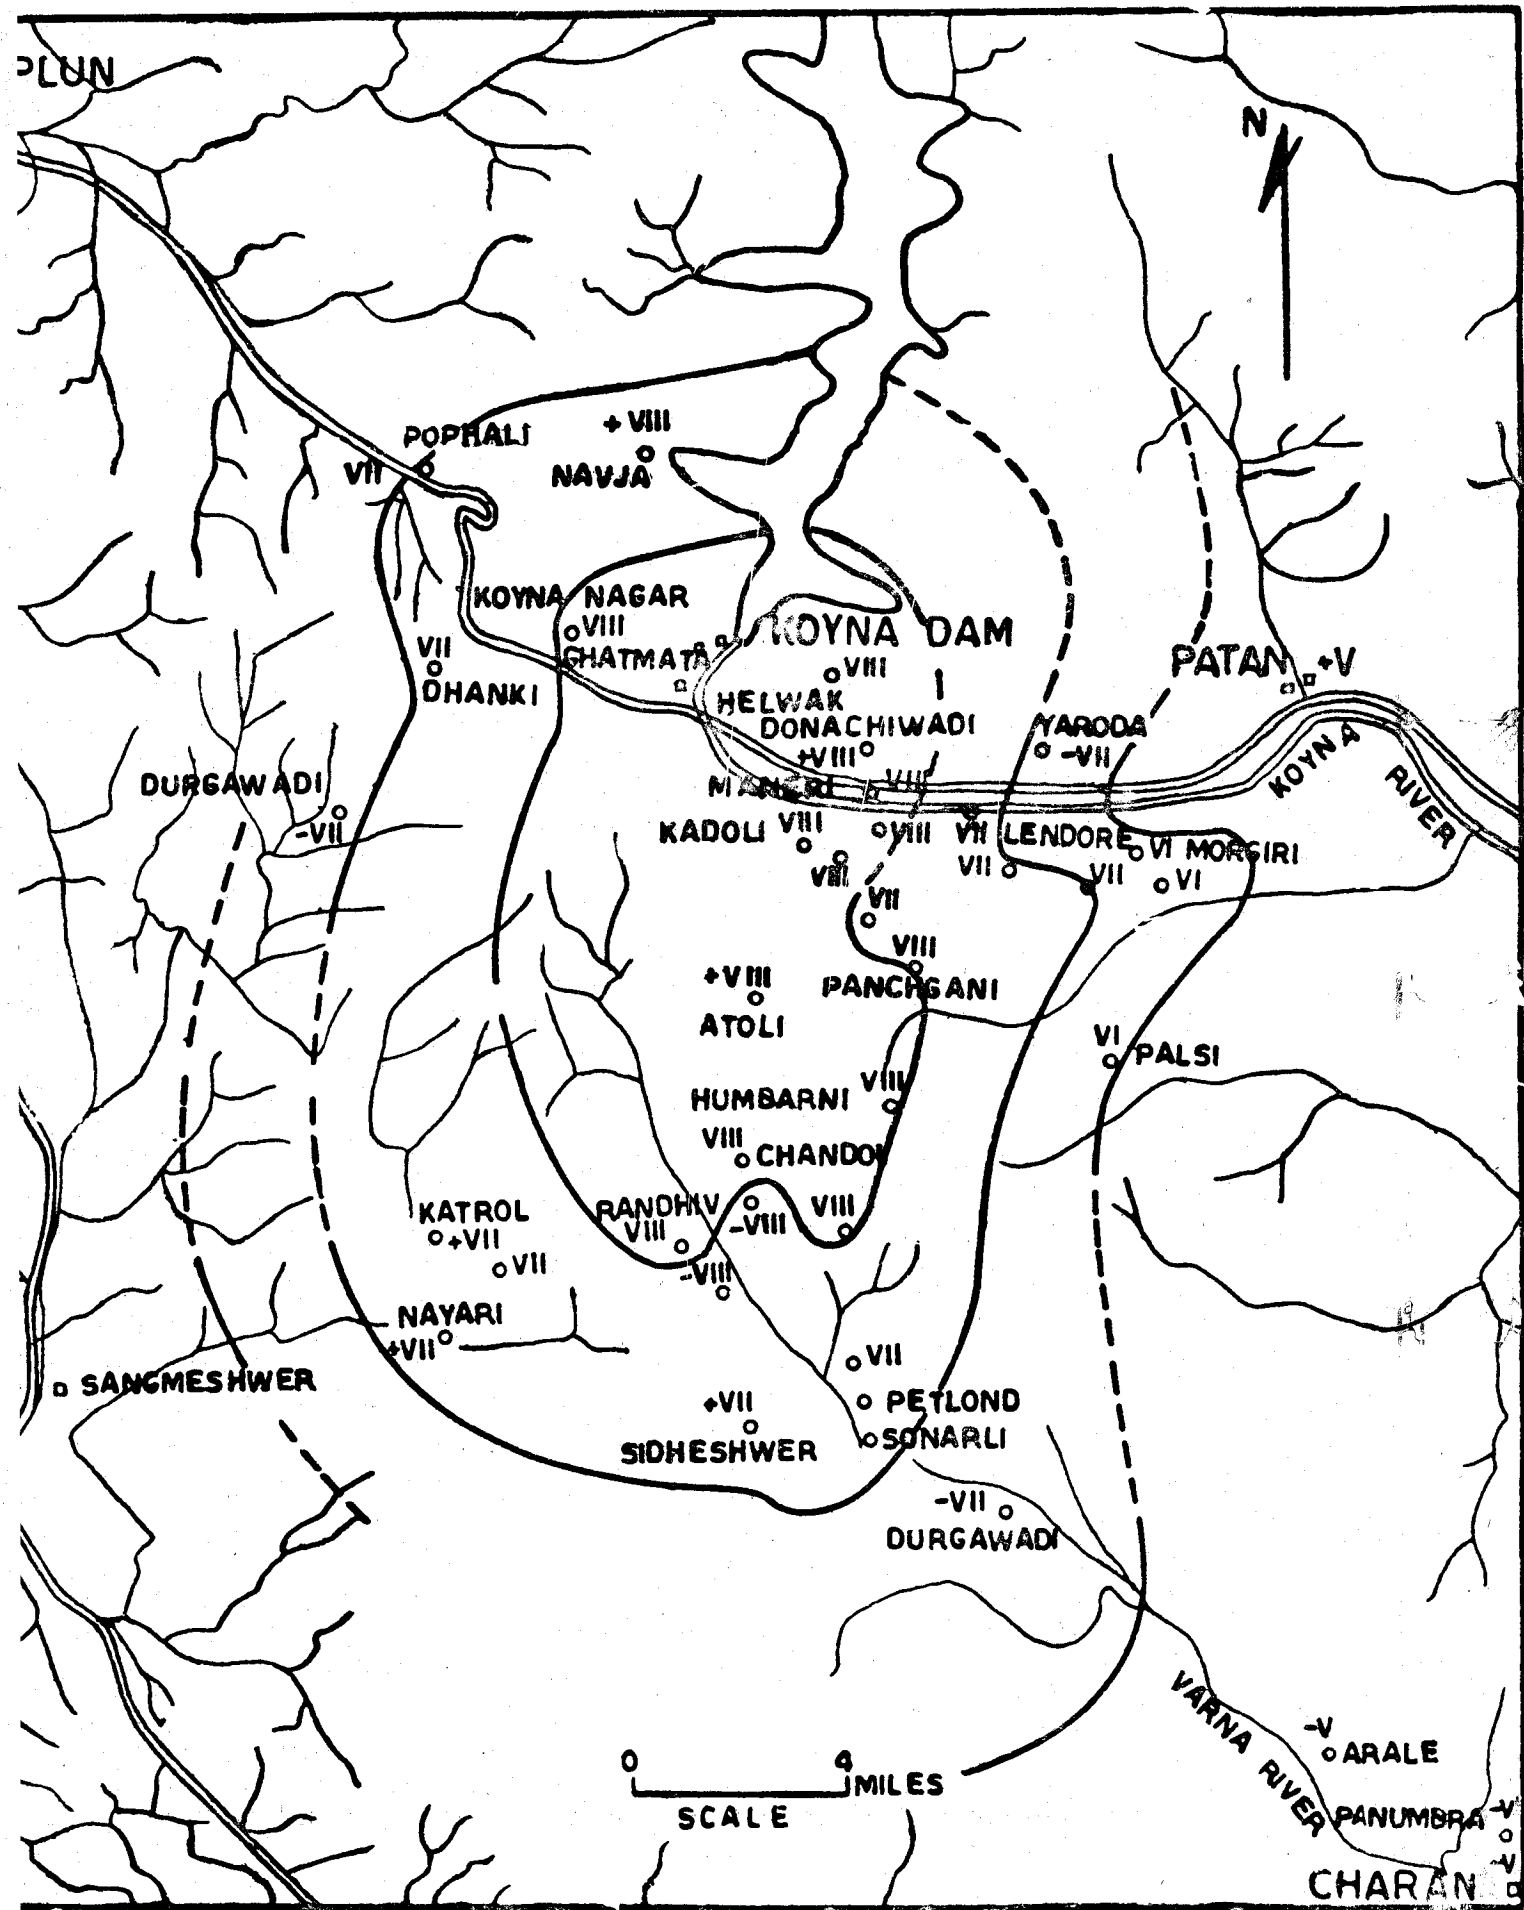 PLUN
N
POPHALI
VII
+ VIII
NAVJA
KOYNA NAGAR
VIII
GHATMATA
KOYNA DAM
VIII
VII
DHANKI
PATAN +V
HELWAK
DONACHIWADI
+VIII
YARODA
-VII
KOYNA
RIVER
DURGAWADI
-VII
MANERI VIII
KADOLI VIII
VIII
VII LENDORE
VI MORGIRI
VIII
VII
VII
VI
VII
VIII
PANCHGANI
+VIII
ATOLI
VI
PALSI
VIII
HUMBARNI
VIII
CHANDOL
KATROL
+VII
VII
RANDHIV
VIII
-VIII
VIII
-VIII
NAYARI
+VII
VII
SANGMESHWER
+VII
PETLOND
SIDHESHWER
SONARLI
-VII
DURGAWADI
VARNA RIVER
-V
ARALE
0 4
MILES
SCALE
PANUMBRA -V
-V
CHARAN